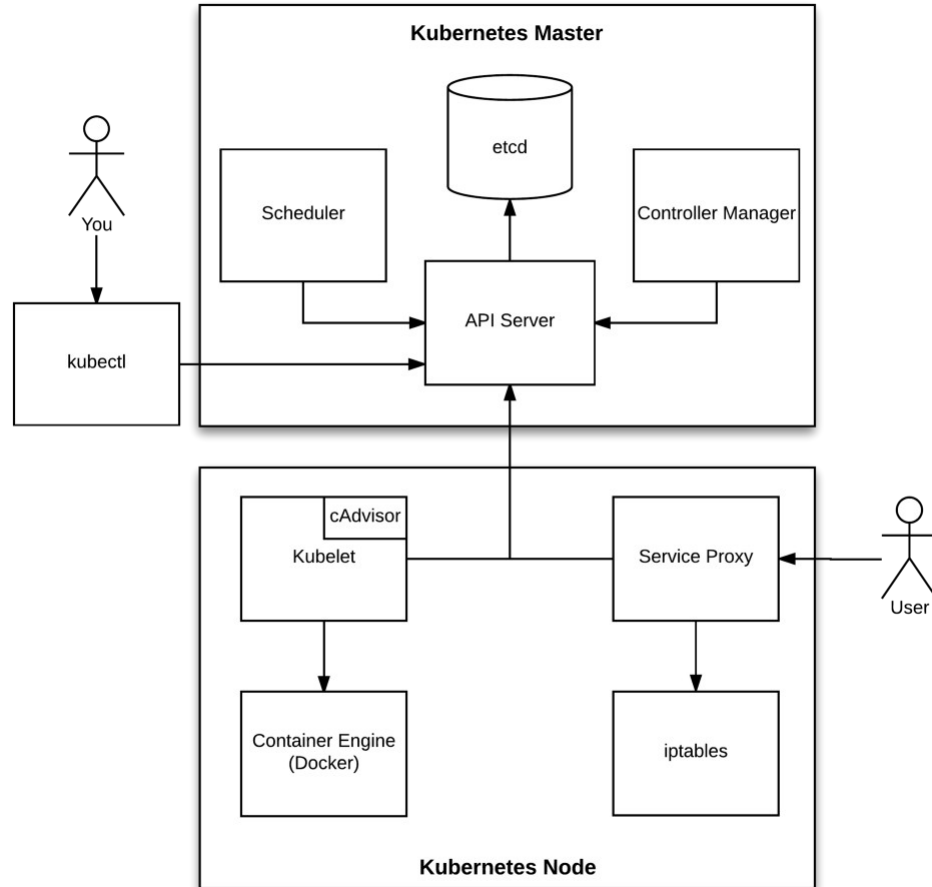 Kubernetes Master
etcd
Scheduler
Controller Manager
You
API Server
kubectl
cAdvisor
Kubelet
Service Proxy
User
Container Engine
(Docker)
iptables
Kubernetes Node